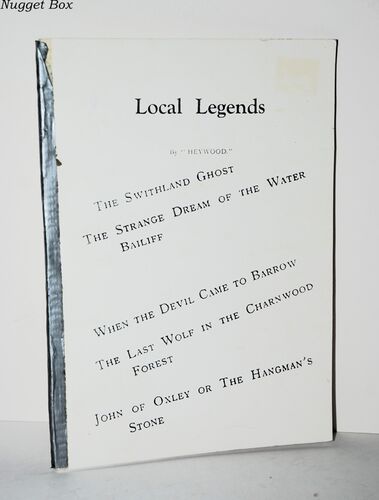 Nugget Box
Local Legends
By "HEYWOOD."
THE SWITHLAND GHOST
THE STRANGE DREAM OF THE WATER
BAILIFF
WHEN THE DEVIL CAME TO BARROW
THE LAST WOLF IN THE CHARNWOOD
FOREST
JOHN OF OXLEY OR THE HANGMAN'S
STONE